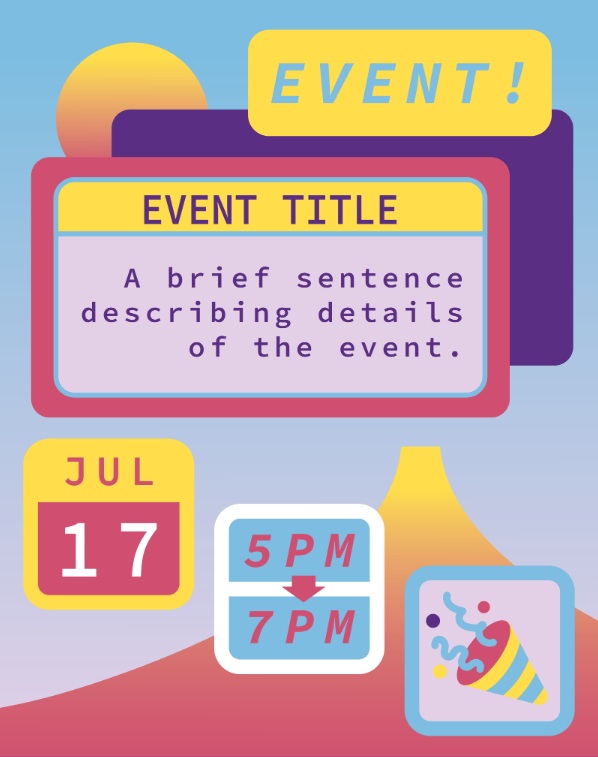 EVENT!
EVENT TITLE
A brief sentence
describing details
of the event.
JUL
17
5PM
7PM